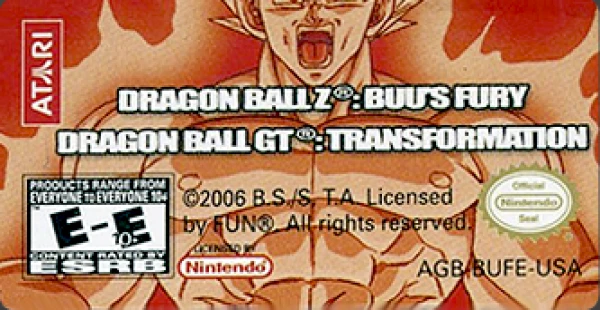 ATARI
DRAGON BALL Z®: BUU'S FURY
DRAGON BALL GT®: TRANSFORMATION
PRODUCTS RANGE FROM
EVERYONE to EVERYONE 10+
E-E
10+
CONTENT RATED BY
ESRB
©2006 B.S./S, T.A. Licensed
by FUN®. All rights reserved.
LICENSED BY
Nintendo
Official
Nintendo
Seal
AGB-BUFE-USA